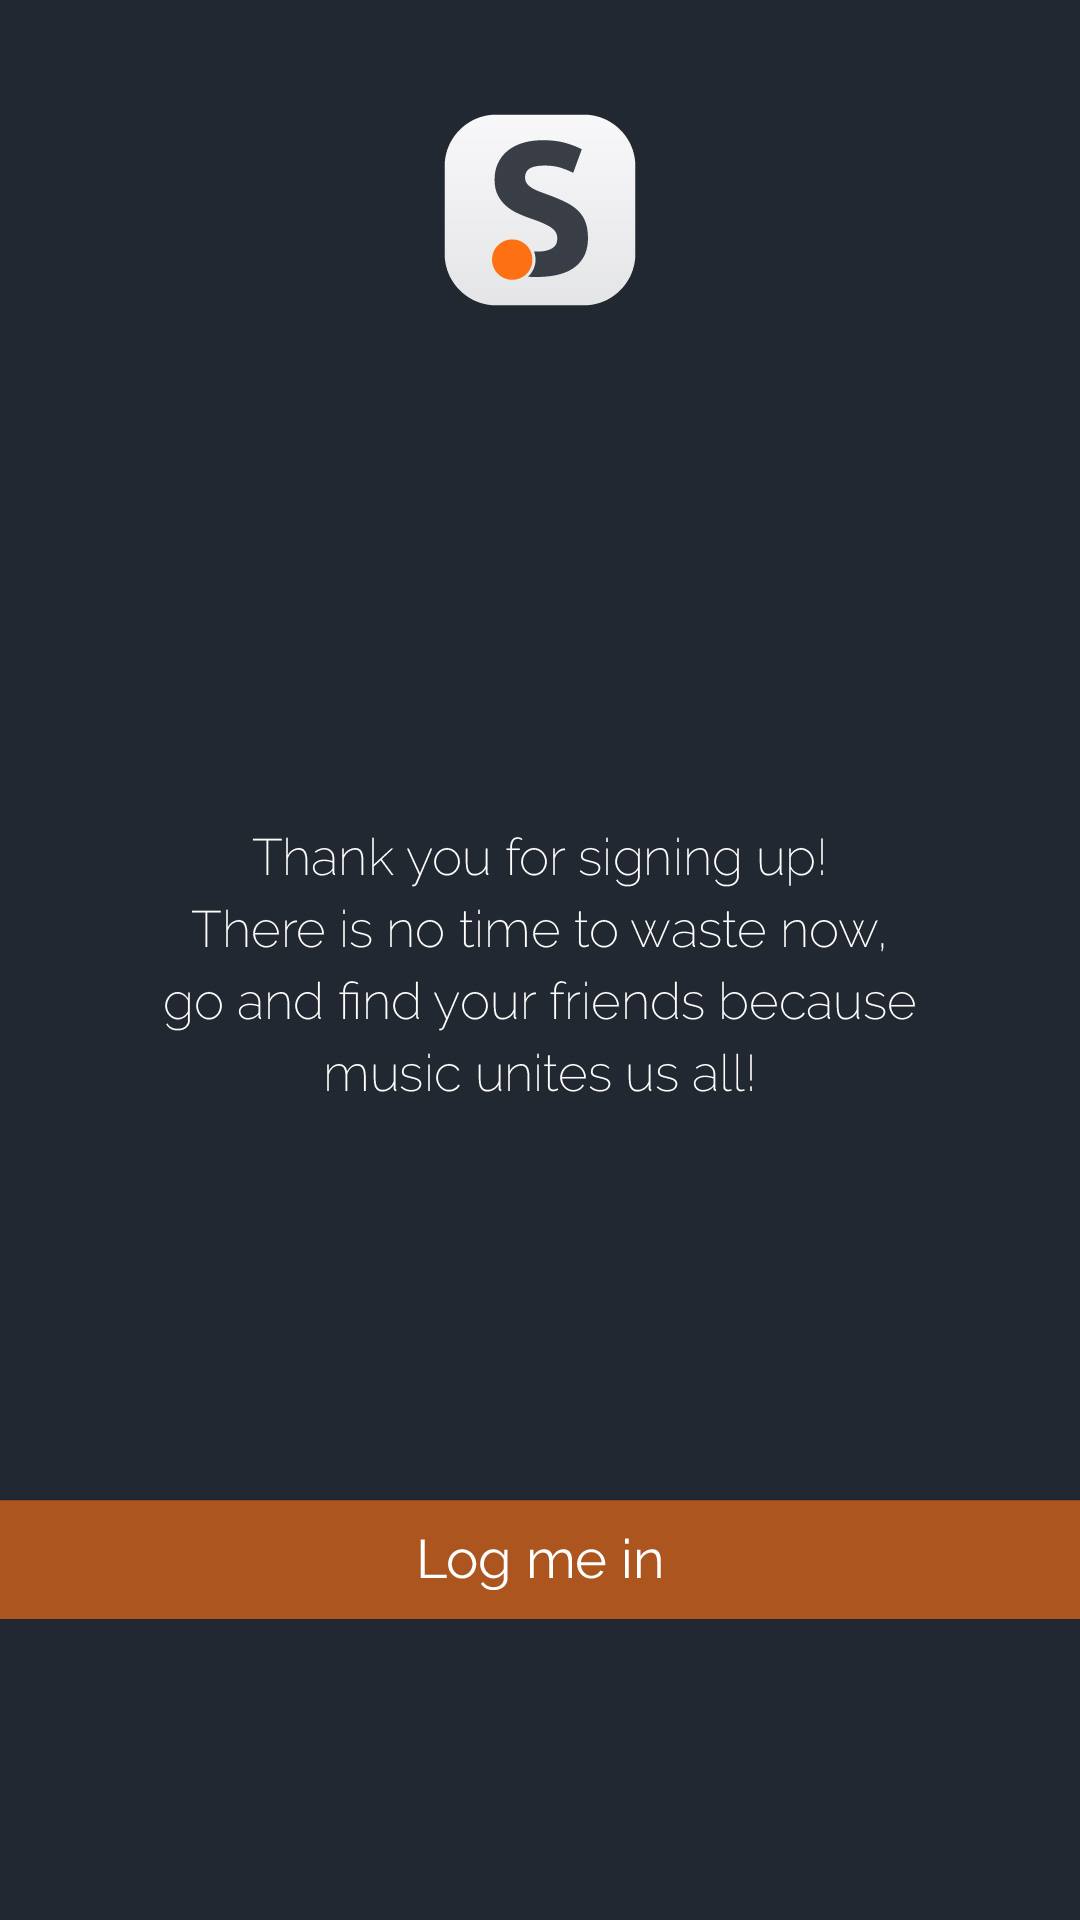 S
Thank you for signing up!
There is no time to waste now,
go and find your friends because
music unites us all!
Log me in